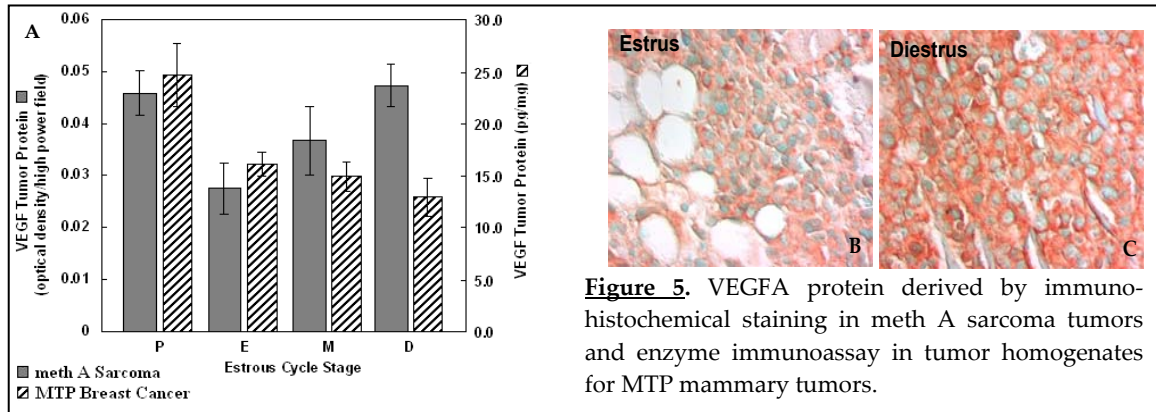 A
0.06
0.05
0.04
0.03
0.02
0.01
0
VEGF Tumor Protein
(optical density/high power field)
30.0
25.0
20.0
15.0
10.0
5.0
0.0
VEGF Tumor Protein (pg/mg)
P E M D
Estrous Cycle Stage
meth A Sarcoma
MTP Breast Cancer
Estrus
B
Diestrus
C
Figure 5. VEGFA protein derived by immuno-
histochemical staining in meth A sarcoma tumors
and enzyme immunoassay in tumor homogenates
for MTP mammary tumors.